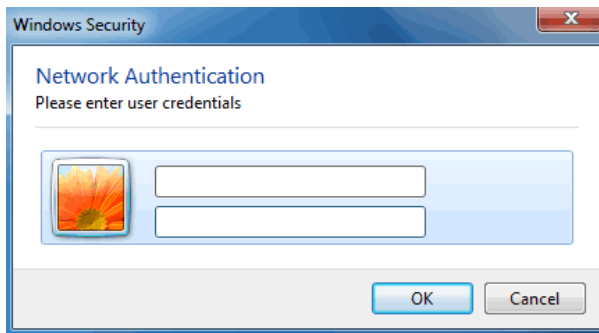 Windows Security
Network Authentication
Please enter user credentials
OK
Cancel